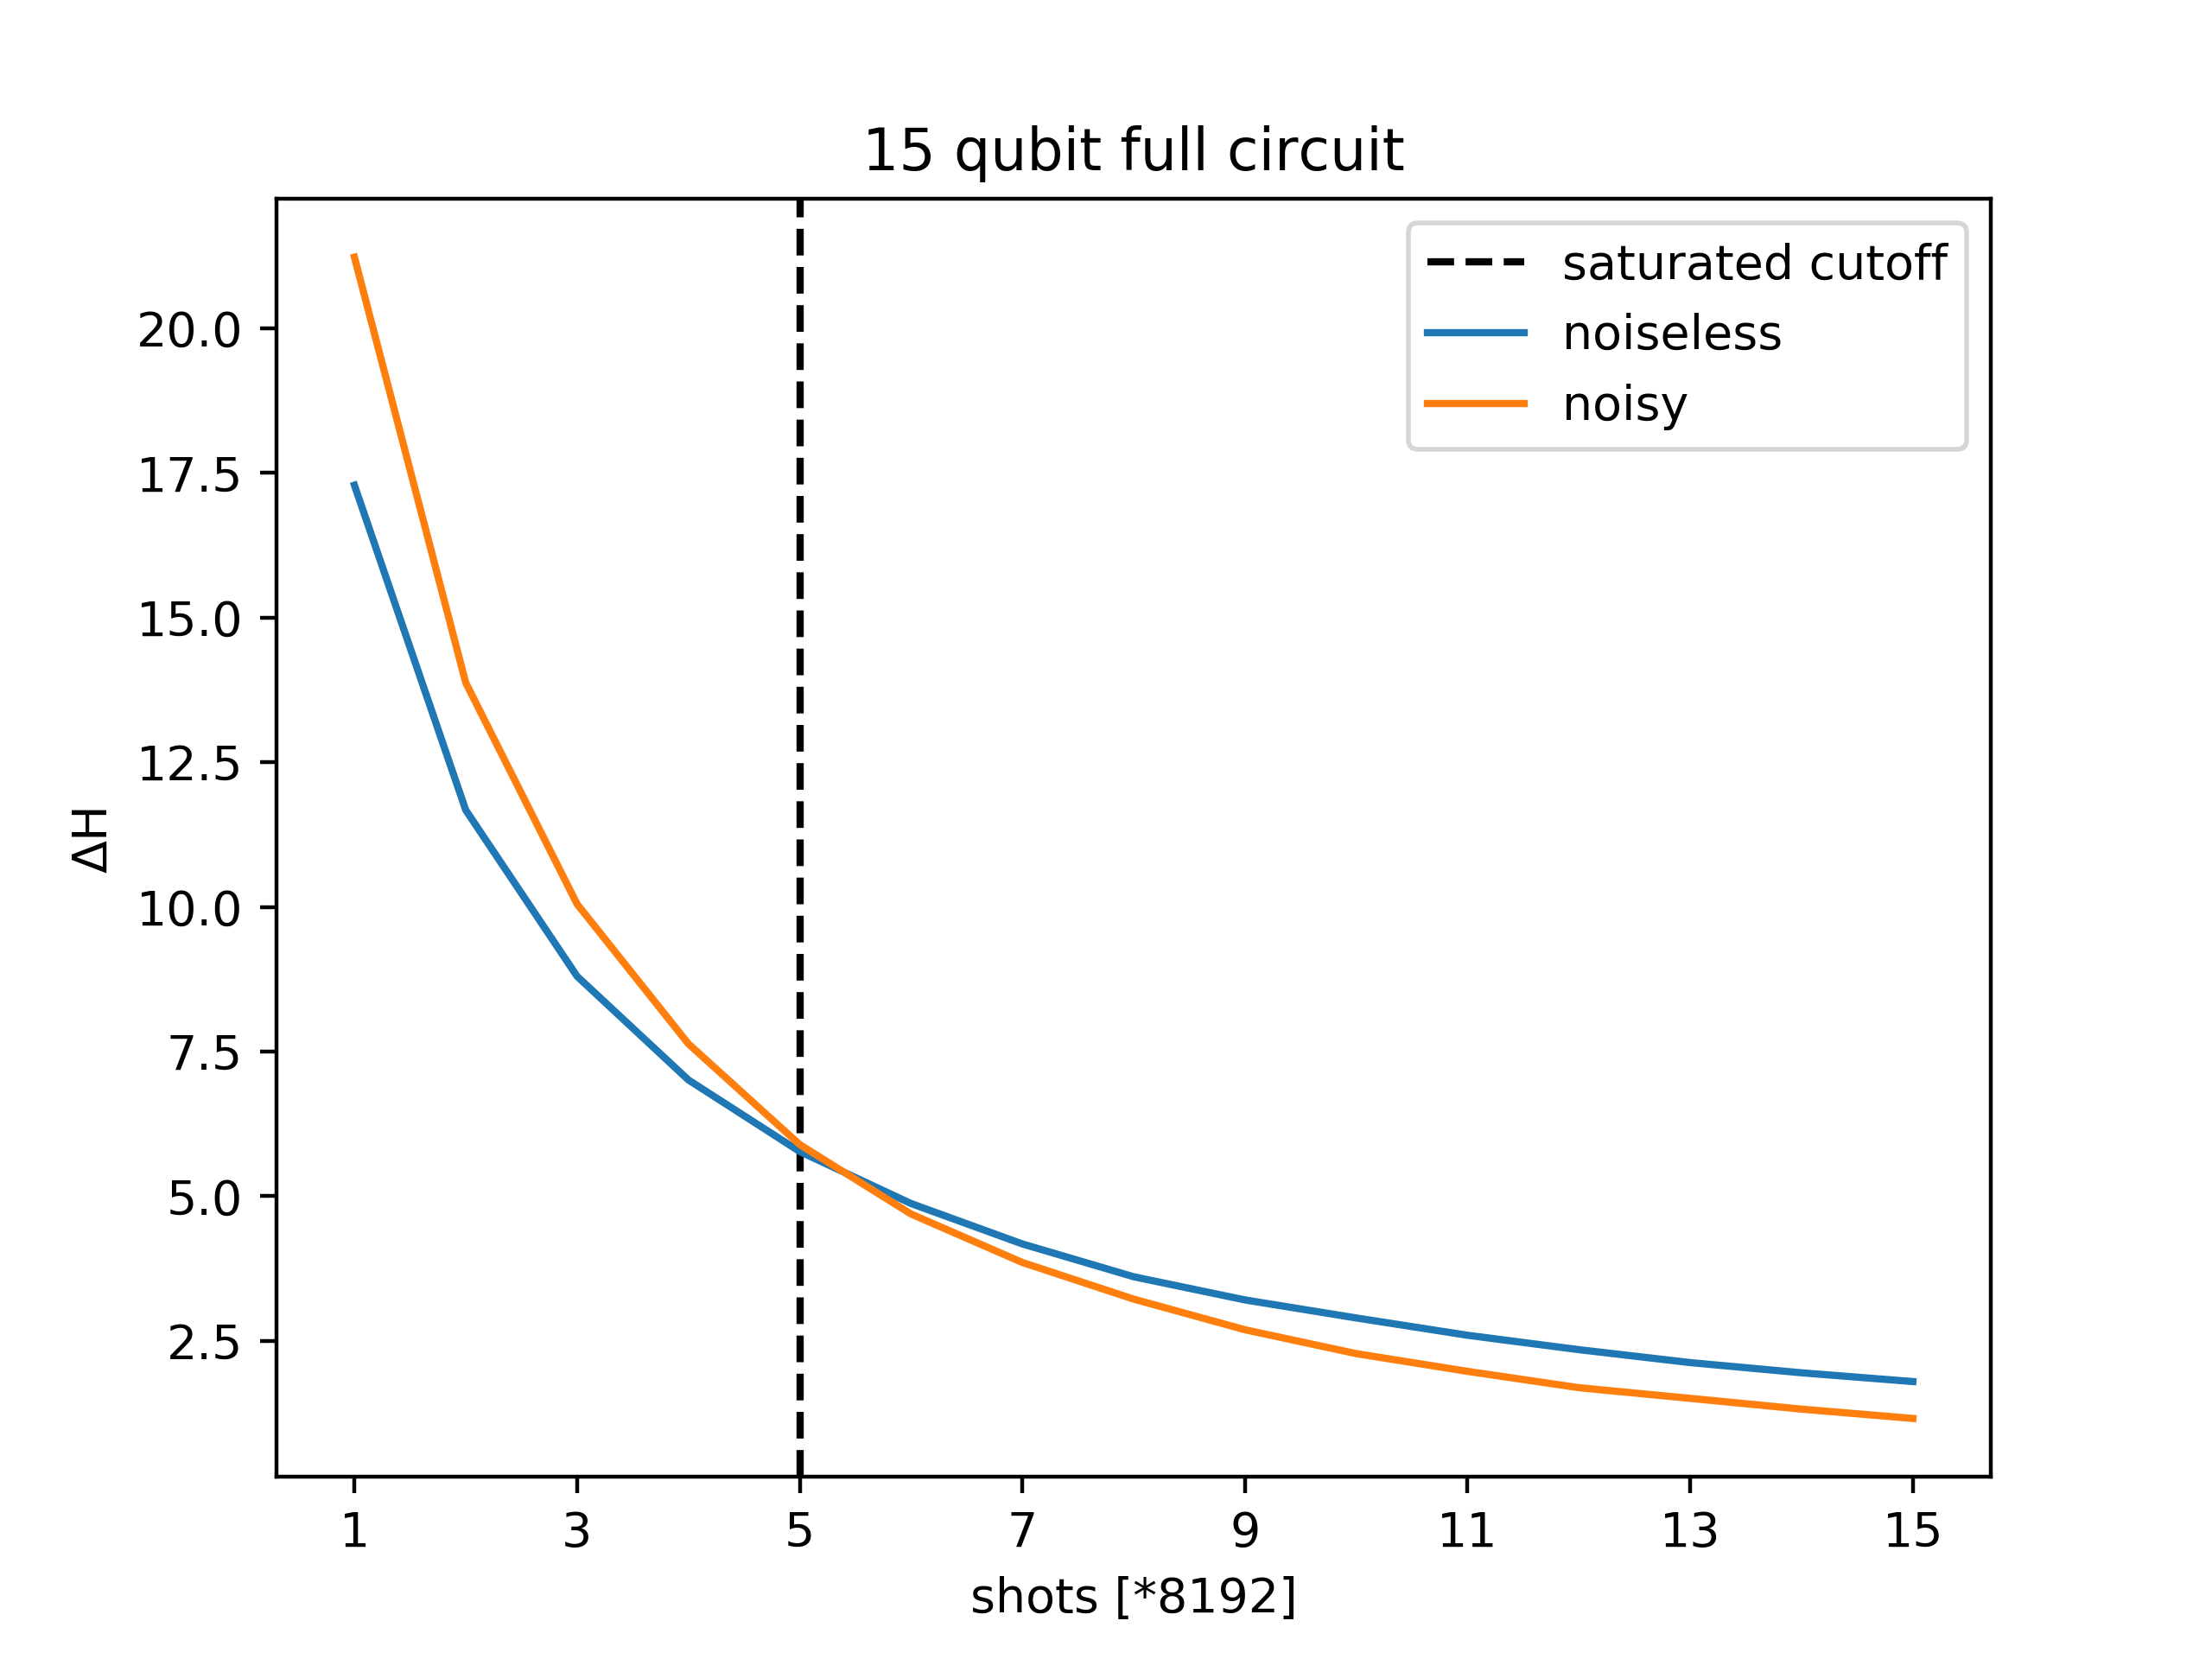 15 qubit full circuit
saturated cutoff
noiseless
noisy
20.0
17.5
15.0
12.5
10.0
7.5
5.0
2.5
ΔH
1 3 5 7 9 11 13 15
shots [*8192]